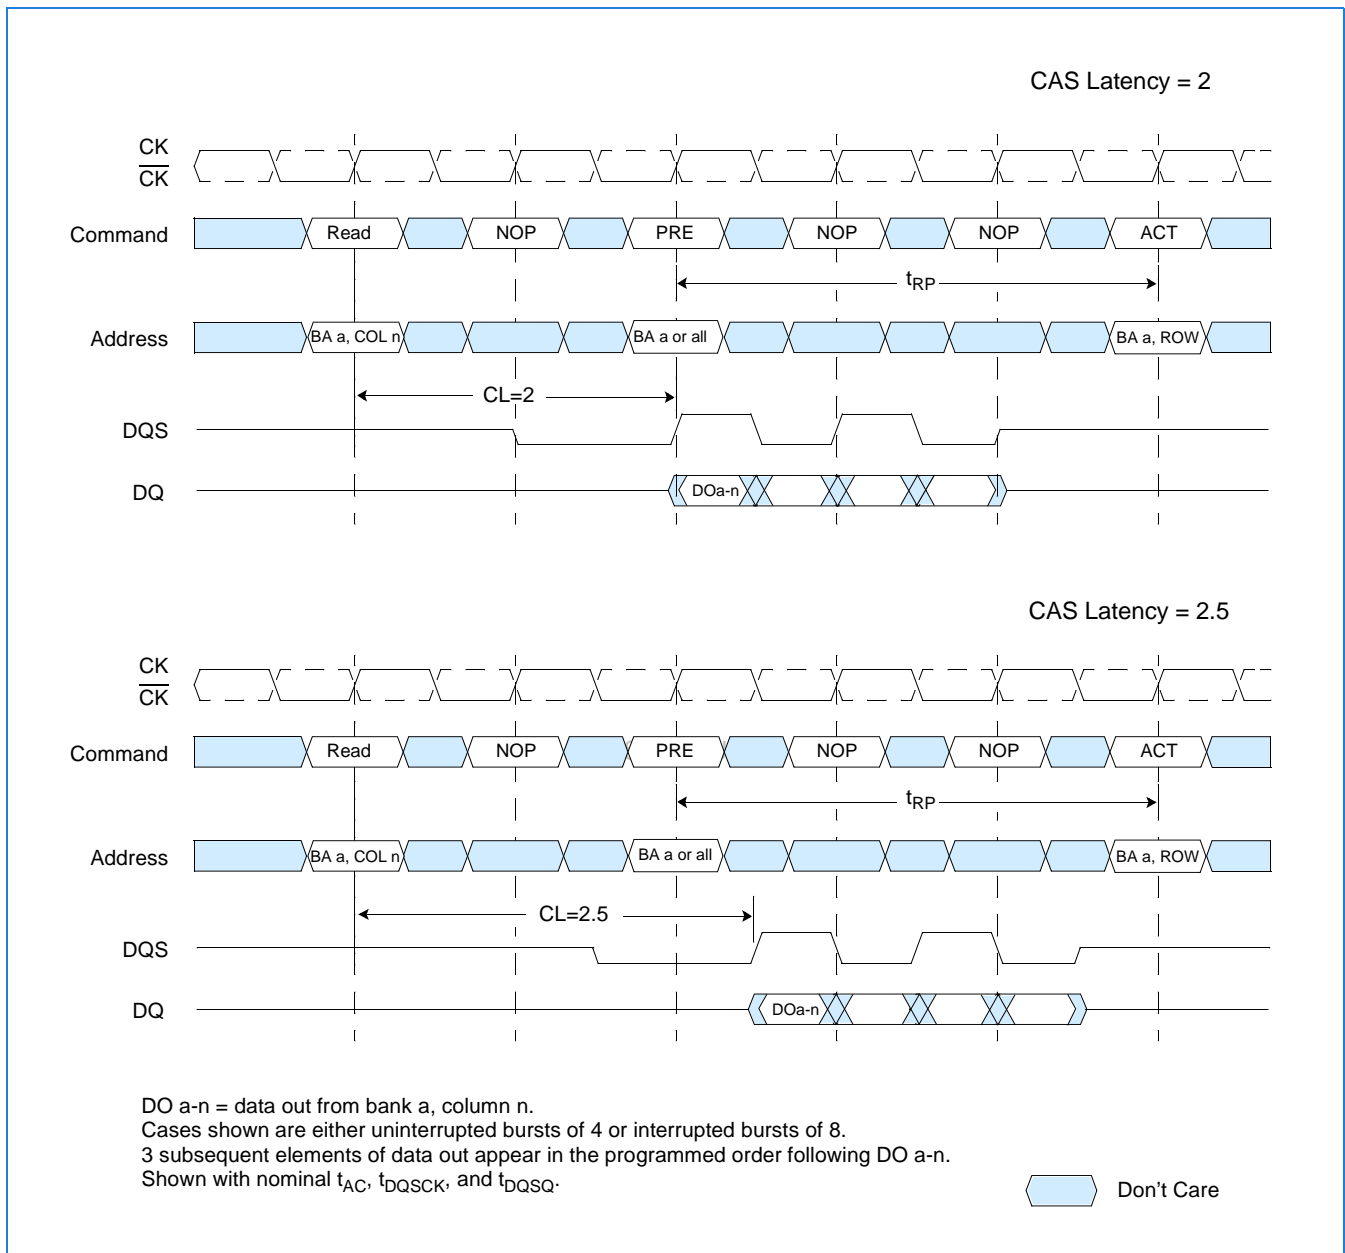 CAS Latency = 2
CK
CK
Command Read NOP PRE NOP NOP ACT
tRP
Address BA a, COL n BA a or all BA a, ROW
CL=2
DQS
DQ DOa-n
CAS Latency = 2.5
CK
CK
Command Read NOP PRE NOP NOP ACT
tRP
Address BA a, COL n BA a or all BA a, ROW
CL=2.5
DQS
DQ DOa-n
DO a-n = data out from bank a, column n.
Cases shown are either uninterrupted bursts of 4 or interrupted bursts of 8.
3 subsequent elements of data out appear in the programmed order following DO a-n.
Shown with nominal tAC, tDQSCK, and tDQSQ.
Don't Care